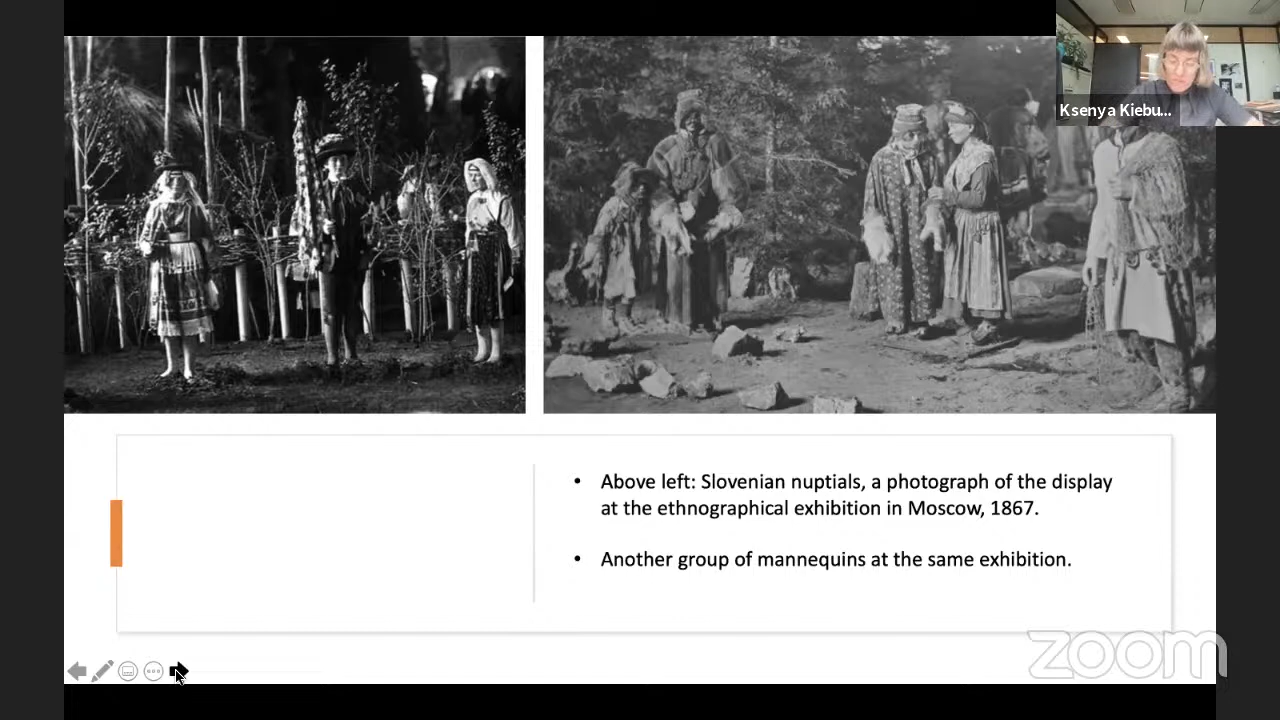 Ksenya Kiebu...
• Above left: Slovenian nuptials, a photograph of the display
at the ethnographical exhibition in Moscow, 1867.
• Another group of mannequins at the same exhibition.
zoom